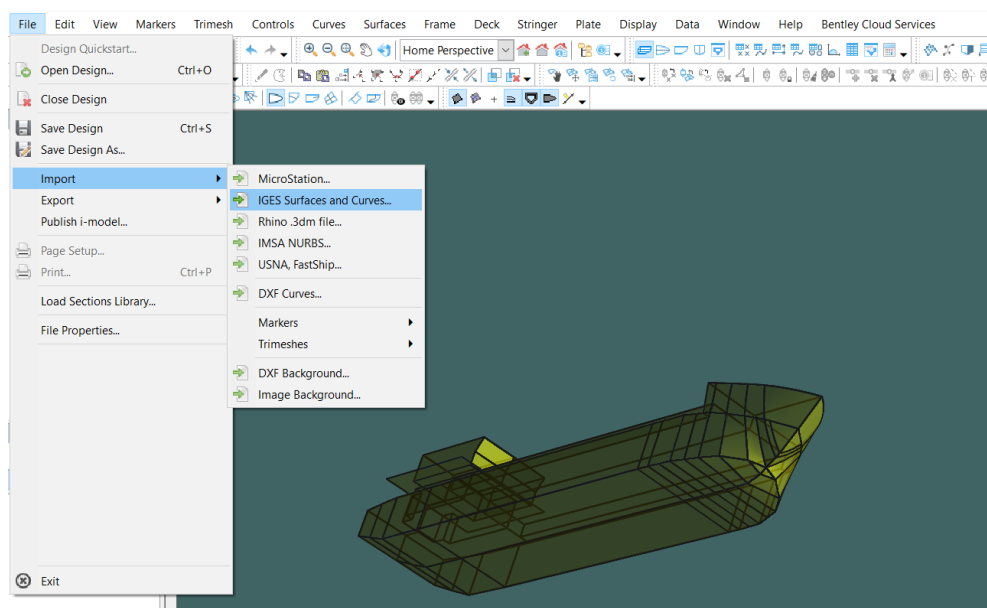 File Edit View Markers Trimesh Controls Curves Surfaces Frame Deck Stringer Plate Display Data Window Help Bentley Cloud Services
Home Perspective
Design Quickstart...
Open Design... Ctrl+O
Close Design
Save Design Ctrl+S
Save Design As...
Import
Export
Publish i-model...
Page Setup...
Print... Ctrl+P
Load Sections Library...
File Properties...
Exit
MicroStation...
IGES Surfaces and Curves...
Rhino .3dm file...
IMSA NURBS...
USNA, FastShip...
DXF Curves...
Markers
Trimeshes
DXF Background...
Image Background...